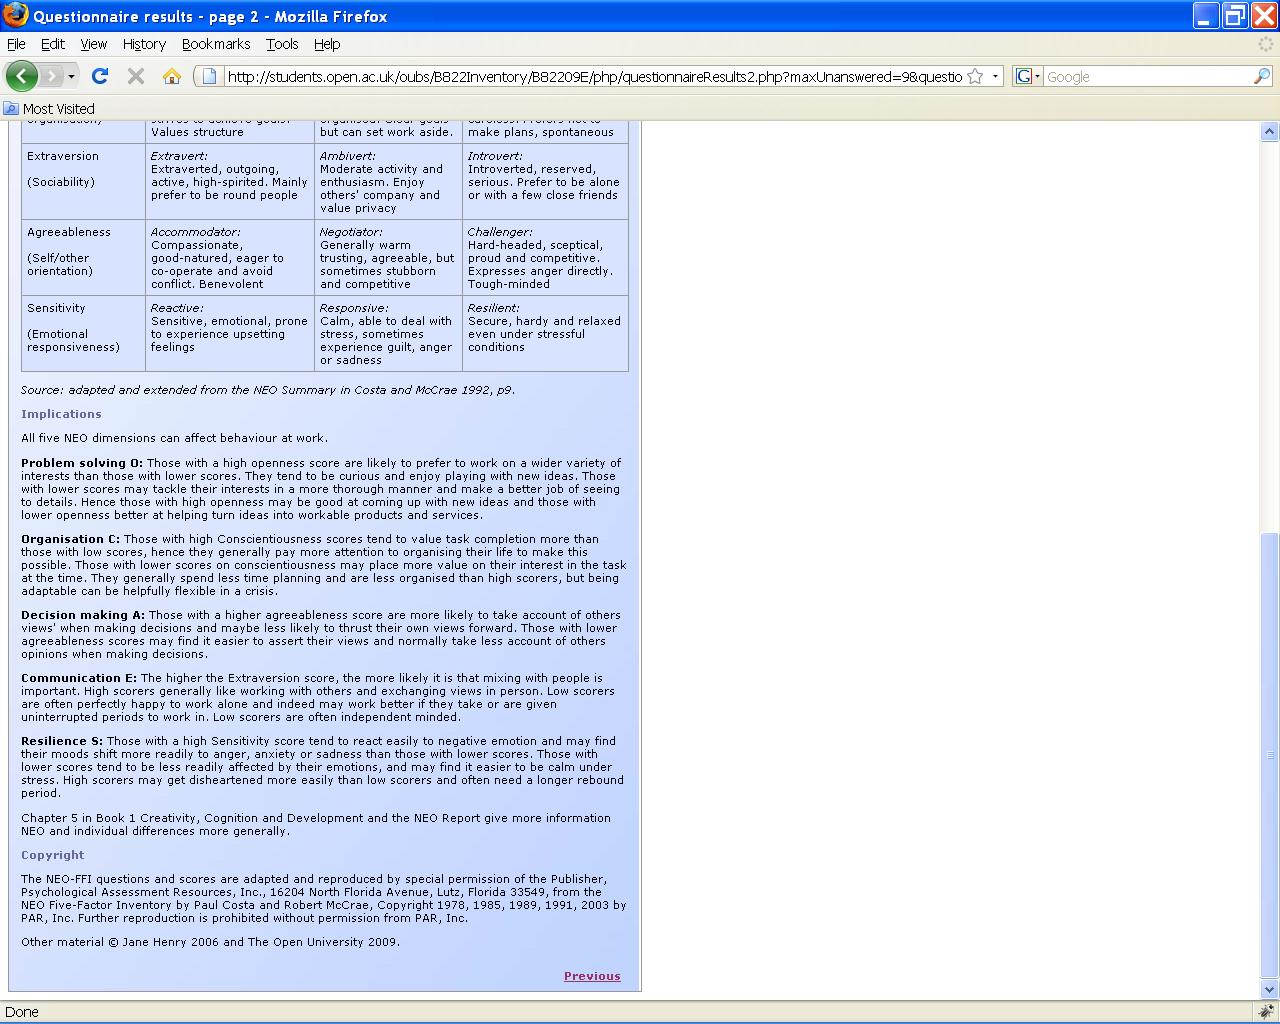 Questionnaire results - page 2 - Mozilla Firefox
File Edit View History Bookmarks Tools Help
http://students.open.ac.uk/oubs/B822Inventory/B82209E/php/questionnaireResults2.php?maxUnanswered=9&questio
Google
Most Visited
Values structure
but can set work aside.
make plans, spontaneous
Extraversion
(Sociability)
Extravert:
Extraverted, outgoing,
active, high-spirited. Mainly
prefer to be round people
Ambivert:
Moderate activity and
enthusiasm. Enjoy
others' company and
value privacy
Introvert:
Introverted, reserved,
serious. Prefer to be alone
or with a few close friends
Agreeableness
(Self/other
orientation)
Accommodator:
Compassionate,
good-natured, eager to
co-operate and avoid
conflict. Benevolent
Negotiator:
Generally warm
trusting, agreeable, but
sometimes stubborn
and competitive
Challenger:
Hard-headed, sceptical,
proud and competitive.
Expresses anger directly.
Tough-minded
Sensitivity
(Emotional
responsiveness)
Reactive:
Sensitive, emotional, prone
to experience upsetting
feelings
Responsive:
Calm, able to deal with
stress, sometimes
experience guilt, anger
or sadness
Resilient:
Secure, hardy and relaxed
even under stressful
conditions
Source: adapted and extended from the NEO Summary in Costa and McCrae 1992, p9.
Implications
All five NEO dimensions can affect behaviour at work.
Problem solving O: Those with a high openness score are likely to prefer to work on a wider variety of
interests than those with lower scores. They tend to be curious and enjoy playing with new ideas. Those
with lower scores may tackle their interests in a more thorough manner and make a better job of seeing
to details. Hence those with high openness may be good at coming up with new ideas and those with
lower openness better at helping turn ideas into workable products and services.
Organisation C: Those with high Conscientiousness scores tend to value task completion more than
those with low scores, hence they generally pay more attention to organising their life to make this
possible. Those with lower scores on conscientiousness may place more value on their interest in the task
at the time. They generally spend less time planning and are less organised than high scorers, but being
adaptable can be helpfully flexible in a crisis.
Decision making A: Those with a higher agreeableness score are more likely to take account of others
views' when making decisions and maybe less likely to thrust their own views forward. Those with lower
agreeableness scores may find it easier to assert their views and normally take less account of others
opinions when making decisions.
Communication E: The higher the Extraversion score, the more likely it is that mixing with people is
important. High scorers generally like working with others and exchanging views in person. Low scorers
are often perfectly happy to work alone and indeed may work better if they take or are given
uninterrupted periods to work in. Low scorers are often independent minded.
Resilience S: Those with a high Sensitivity score tend to react easily to negative emotion and may find
their moods shift more readily to anger, anxiety or sadness than those with lower scores. Those with
lower scores tend to be less readily affected by their emotions, and may find it easier to be calm under
stress. High scorers may get disheartened more easily than low scorers and often need a longer rebound
period.
Chapter 5 in Book 1 Creativity, Cognition and Development and the NEO Report give more information
NEO and individual differences more generally.
Copyright
The NEO-FFI questions and scores are adapted and reproduced by special permission of the Publisher,
Psychological Assessment Resources, Inc., 16204 North Florida Avenue, Lutz, Florida 33549, from the
NEO Five-Factor Inventory by Paul Costa and Robert McCrae, Copyright 1978, 1985, 1989, 1991, 2003 by
PAR, Inc. Further reproduction is prohibited without permission from PAR, Inc.
Other material © Jane Henry 2006 and The Open University 2009.
Previous
Done